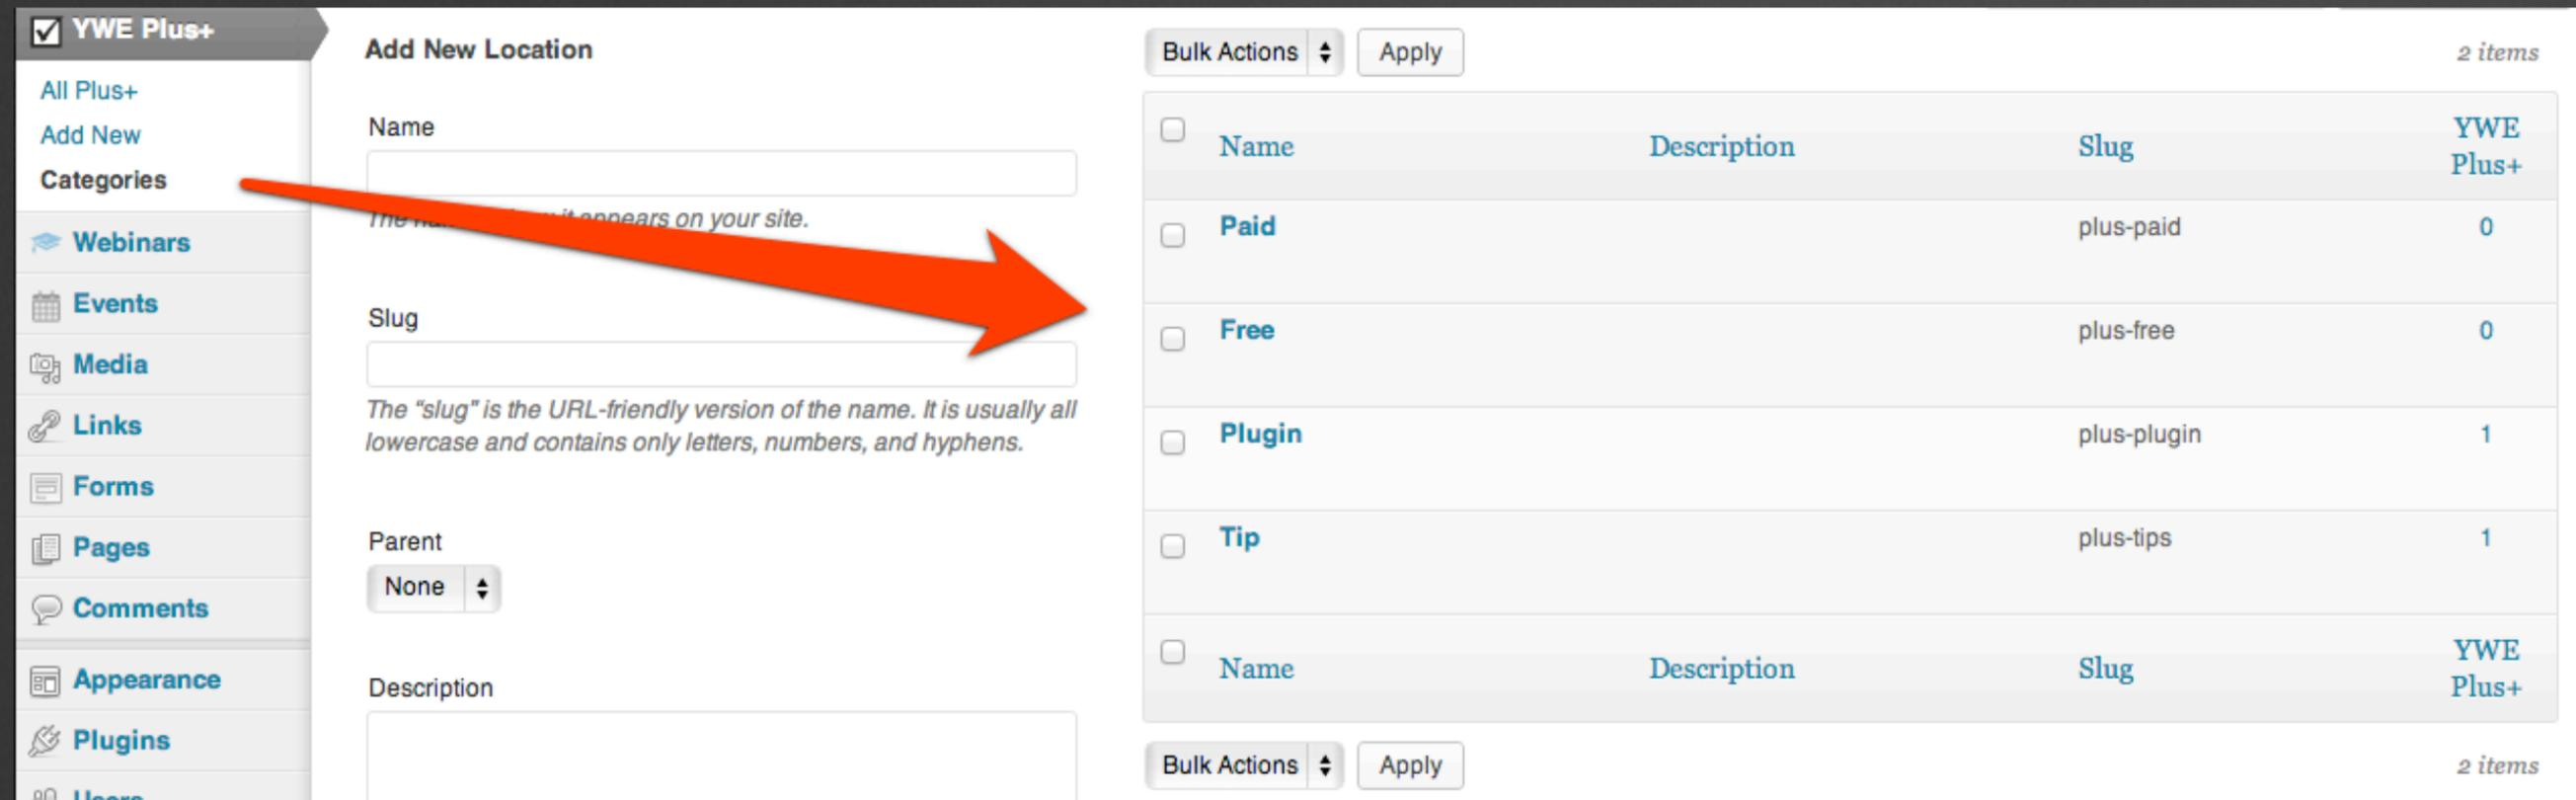 YWE Plus+
All Plus+
Add New
Categories
Webinars
Events
Media
Links
Forms
Pages
Comments
Appearance
Plugins
Users
Add New Location
Name
The it appears on your site.
Slug
The “slug” is the URL-friendly version of the name. It is usually all
lowercase and contains only letters, numbers, and hyphens.
Parent
None
Description
Bulk Actions Apply 2 items
Name Description Slug YWE
Plus+
Paid plus-paid 0
Free plus-free 0
Plugin plus-plugin 1
Tip plus-tips 1
Name Description Slug YWE
Plus+
Bulk Actions Apply 2 items